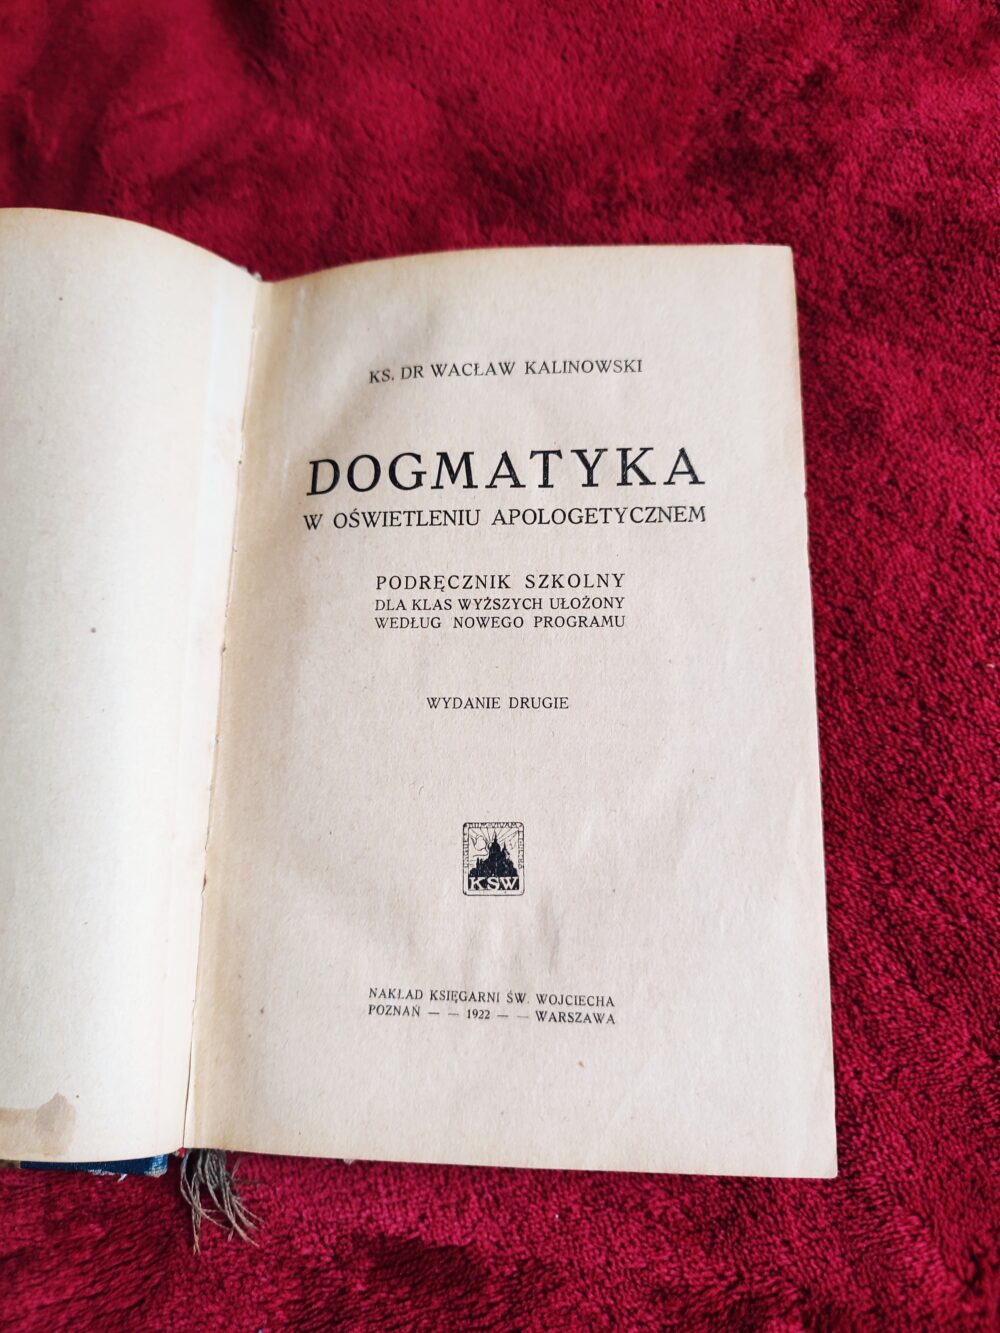 KS. DR WACŁAW KALINOWSKI
DOGMATYKA
W OŚWIETLENIU APOLOGETYCZNEM
PODRĘCZNIK SZKOLNY
DLA KLAS WYŻSZYCH UŁOŻONY
WEDŁUG NOWEGO PROGRAMU
WYDANIE DRUGIE
KSW
NAKŁAD KSIĘGARNI ŚW. WOJCIECHA
POZNAŃ — — 1922 — — WARSZAWA